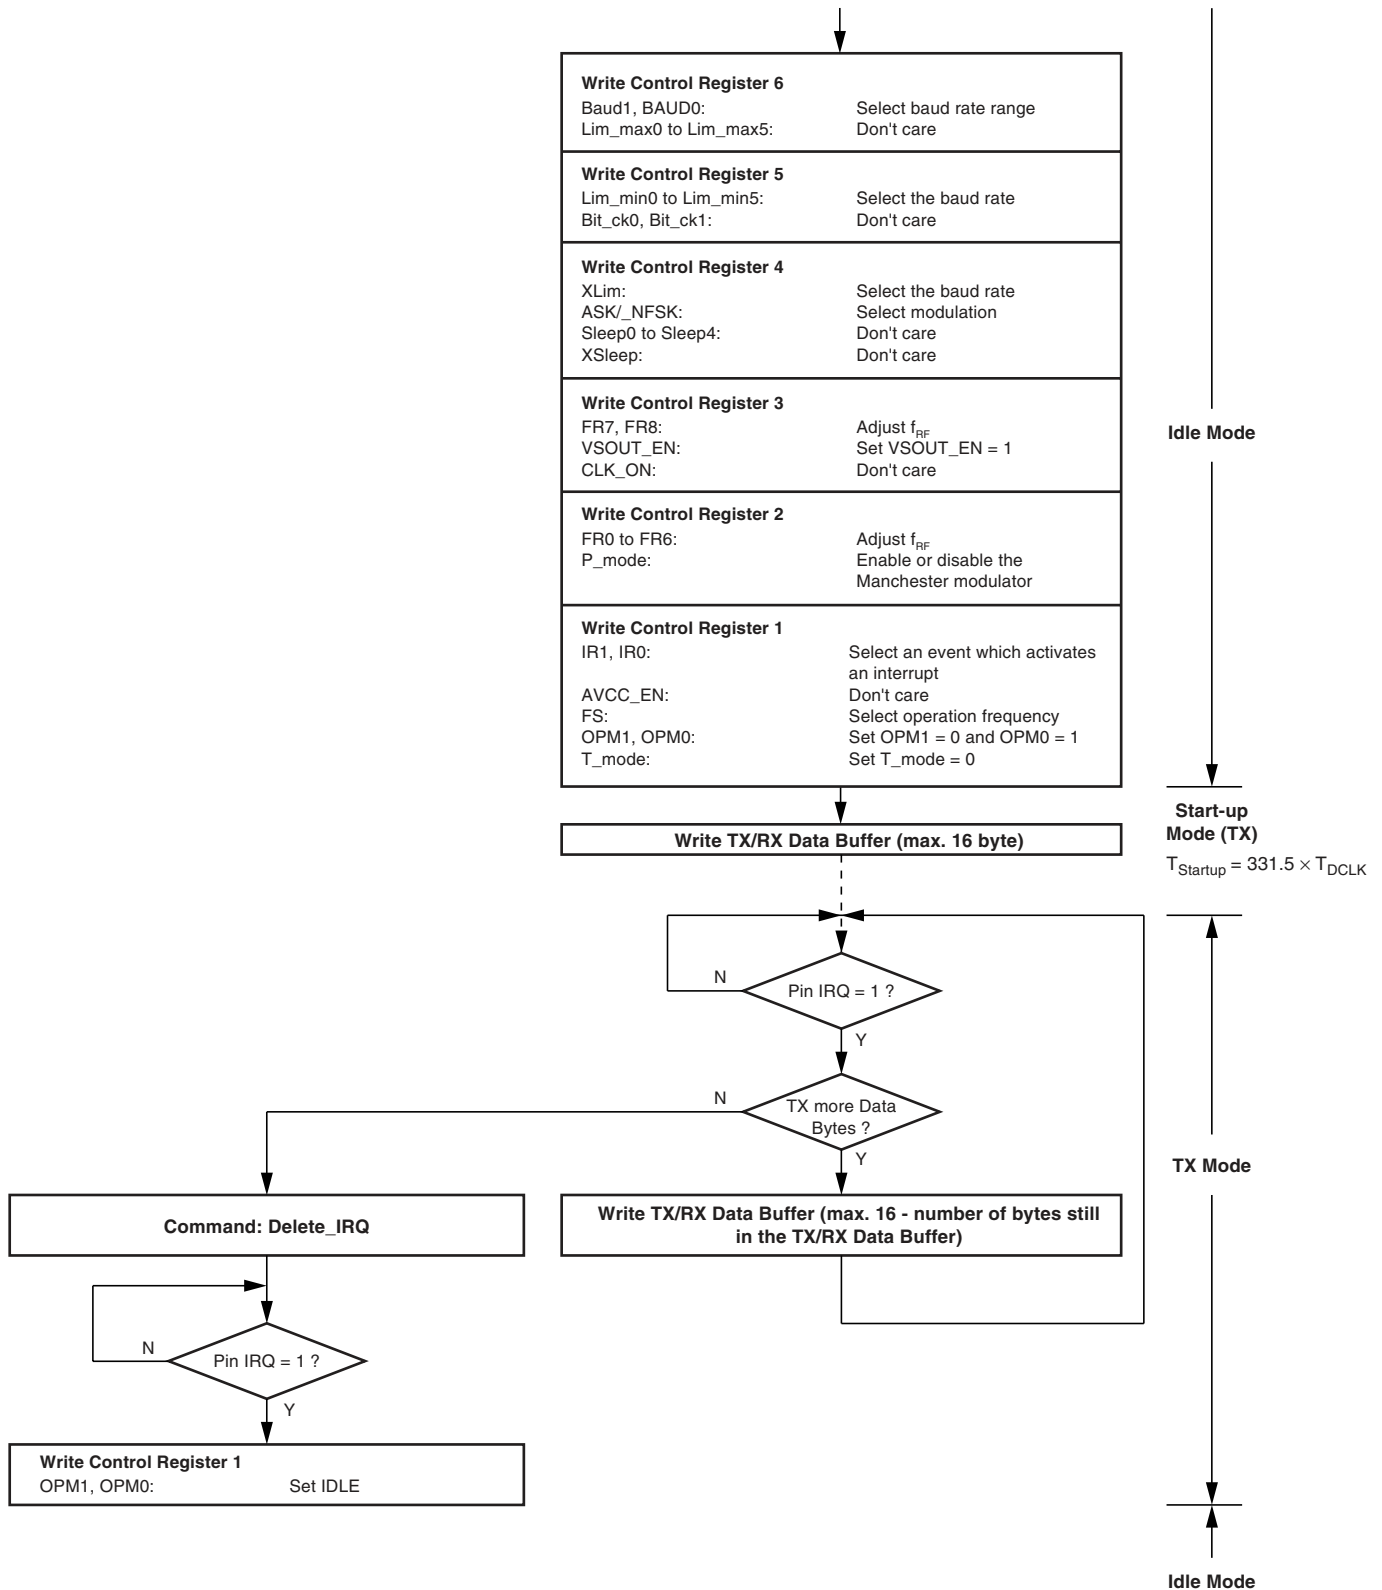 Write Control Register 6
Baud1, BAUD0: Select baud rate range
Lim_max0 to Lim_max5: Don't care
Write Control Register 5
Lim_min0 to Lim_min5: Select the baud rate
Bit_ck0, Bit_ck1: Don't care
Write Control Register 4
XLim: Select the baud rate
ASK/_NFSK: Select modulation
Sleep0 to Sleep4: Don't care
XSleep: Don't care
Write Control Register 3
FR7, FR8: Adjust fRF
VSOUT_EN: Set VSOUT_EN = 1
CLK_ON: Don't care
Idle Mode
Write Control Register 2
FR0 to FR6: Adjust fRF
P_mode: Enable or disable the
Manchester modulator
Write Control Register 1
IR1, IR0: Select an event which activates
an interrupt
AVCC_EN: Don't care
FS: Select operation frequency
OPM1, OPM0: Set OPM1 = 0 and OPM0 = 1
T_mode: Set T_mode = 0
Start-up
Mode (TX)
TStartup = 331.5 × TDCLK
Write TX/RX Data Buffer (max. 16 byte)
N
Pin IRQ = 1 ?
Y
N
TX more Data
Bytes ?
Y
TX Mode
Command: Delete_IRQ
Write TX/RX Data Buffer (max. 16 - number of bytes still
in the TX/RX Data Buffer)
N
Pin IRQ = 1 ?
Y
Write Control Register 1
OPM1, OPM0: Set IDLE
Idle Mode